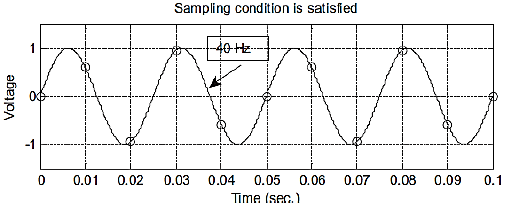 Sampling condition is satisfied
40 Hz
Voltage
1
0
-1
0 0.01 0.02 0.03 0.04 0.05 0.06 0.07 0.08 0.09 0.1
Time (sec.)